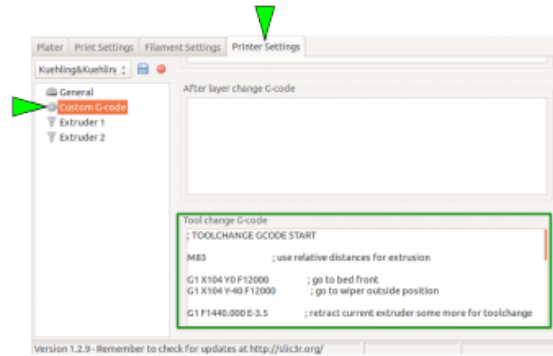 Plater Print Settings Filament Settings Printer Settings
Kuehling&Kuehling
General
Custom G-code
Extruder 1
Extruder 2
After layer change G-code
Tool change G-code
; TOOLCHANGE GCODE START
M83 ; use relative distances for extrusion
G1 X104 Y0 F12000 ; go to bed front
G1 X104 Y-40 F12000 ; go to wiper outside position
G1 F1440.000 E-3.5 ; retract current extruder some more for toolchange
Version 1.2.9 - Remember to check for updates at http://slic3r.org/